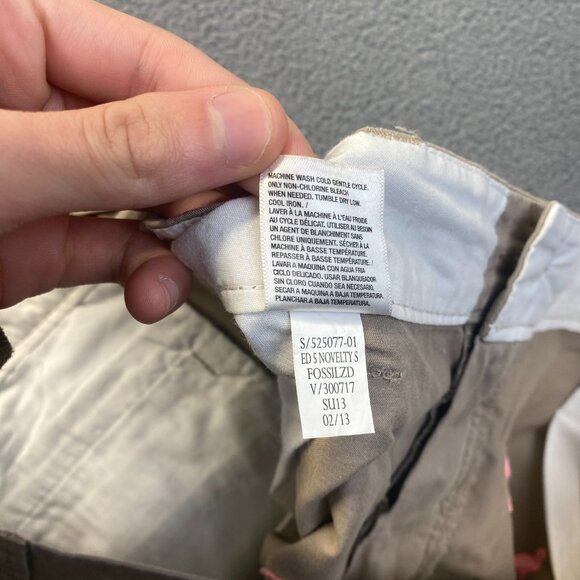 MACHINE WASH COLD GENTLE CYCLE.
ONLY NON-CHLORINE BLEACH
WHEN NEEDED. TUMBLE DRY LOW.
COOL IRON. /
LAVER À LA MACHINE À L'EAU FROIDE
AU CYCLE DÉLICAT. UTILISER AU BESOIN
UN AGENT DE BLANCHIMENT SANS
CHLORE UNIQUEMENT. SÉCHER À LA
MACHINE À BASSE TEMPÉRATURE.
REPASSER À BASSE TEMPÉRATURE. /
LAVAR A MAQUINA CON AGUA FRIA
CICLO DELICADO. USAR BLANQUEADOR
SIN CLORO CUANDO SEA NECESARIO.
SECAR A MAQUINA A BAJA TEMPERATURA.
PLANCHAR A BAJA TEMPERATURA.
S/525077-01
ED 5 NOVELTY S
FOSSILZD
V/300717
SU13
02/13